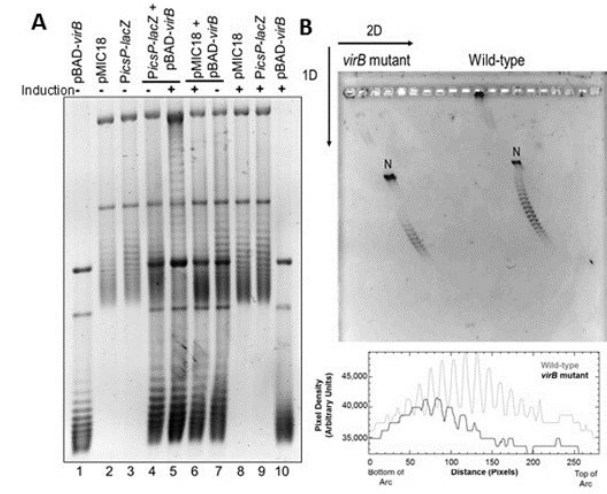 A
pBAD-virB
pMIC18
PicsP-lacZ
PicsP-lacZ +
pBAD-virB
pMIC18 +
pBAD-virB
pMIC18
PicsP-lacZ
pBAD-virB
Induction - - - - + + - + + +
1 2 3 4 5 6 7 8 9 10
B
2D
virB mutant Wild-type
1D
N N
Wild-type
virB mutant
Pixel Density
(Arbitrary Units)
45,000
40,000
35,000
0 50 100 150 200 250
Bottom of
Arc
Distance (Pixels)
Top of
Arc